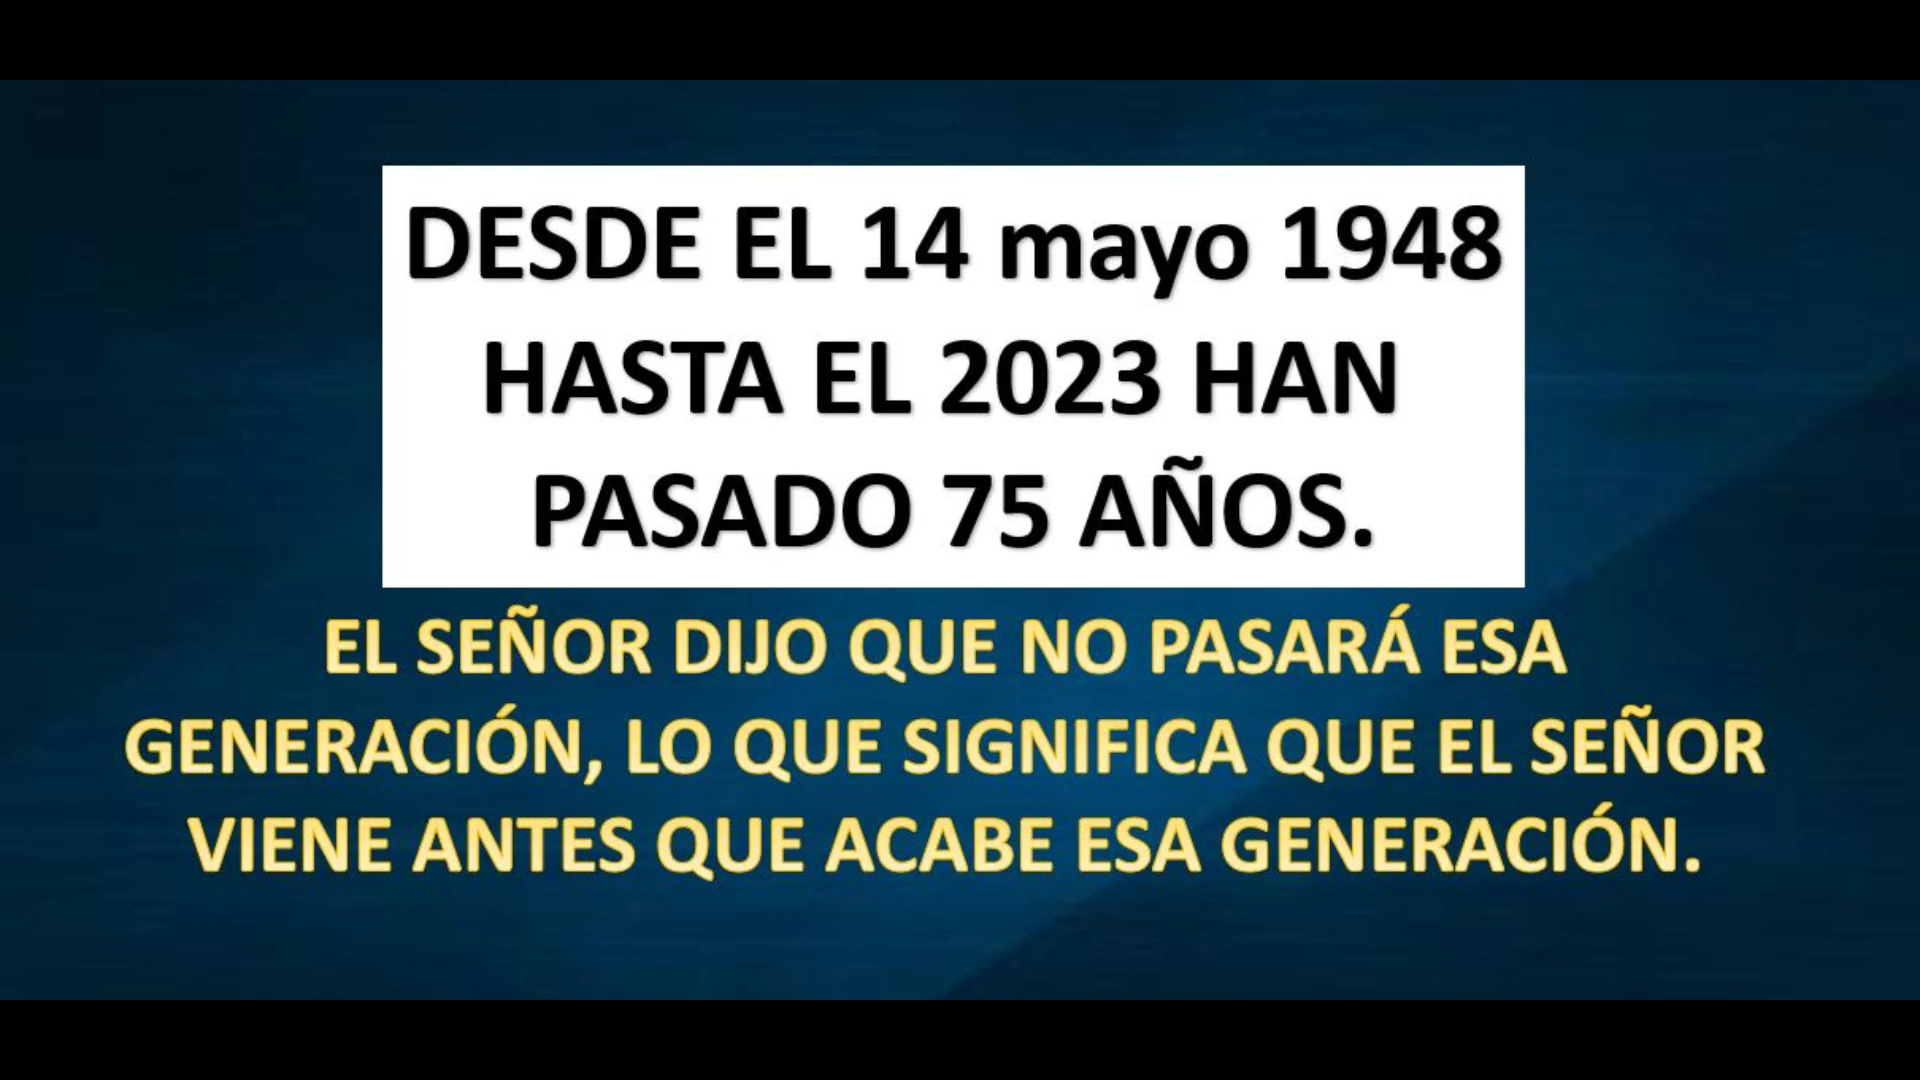 DESDE EL 14 mayo 1948
HASTA EL 2023 HAN
PASADO 75 AÑOS.
EL SEÑOR DIJO QUE NO PASARÁ ESA
GENERACIÓN, LO QUE SIGNIFICA QUE EL SEÑOR
VIENE ANTES QUE ACABE ESA GENERACIÓN.